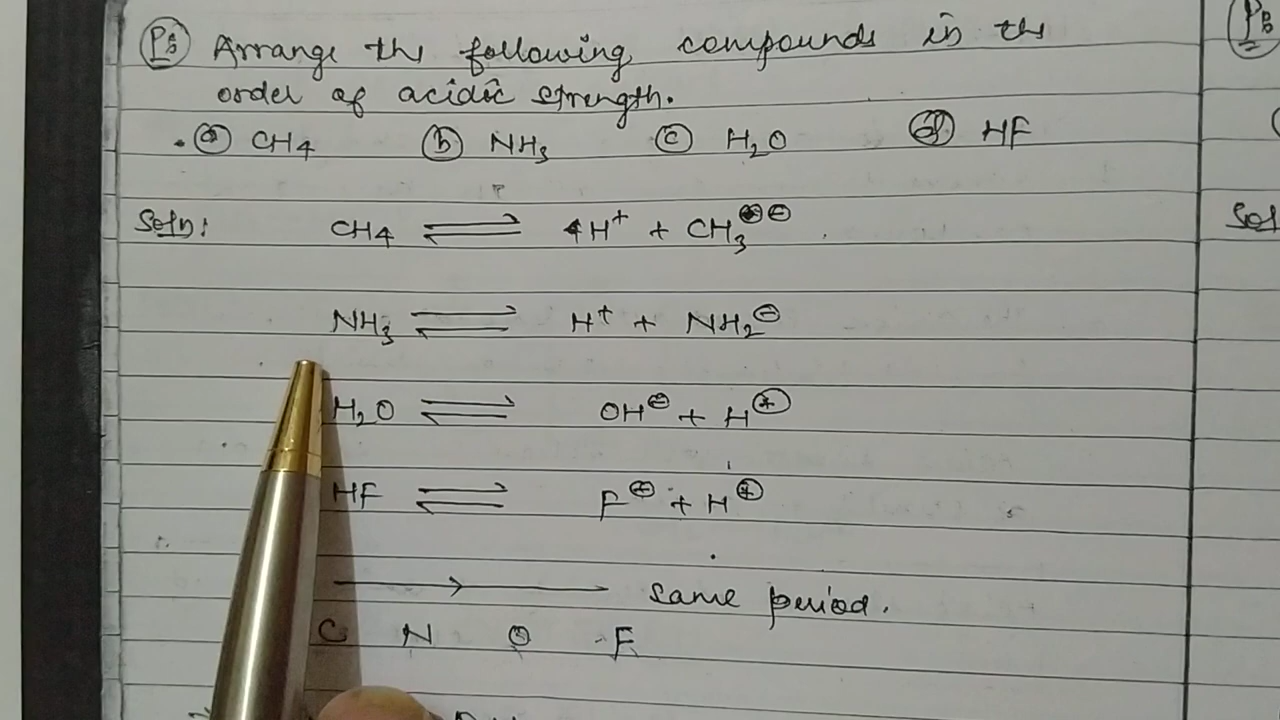 Arrange the following compounds in the
order of acidic strength.
(a) CH4 (b) NH3 (c) H2O (d) HF
Soln: CH4 ⇌ H+ + CH3⊖
NH3 ⇌ H+ + NH2⊖
H2O ⇌ OH⊖ + H⊕
HF ⇌ F⊖ + H⊕
→ same period.
C N O F